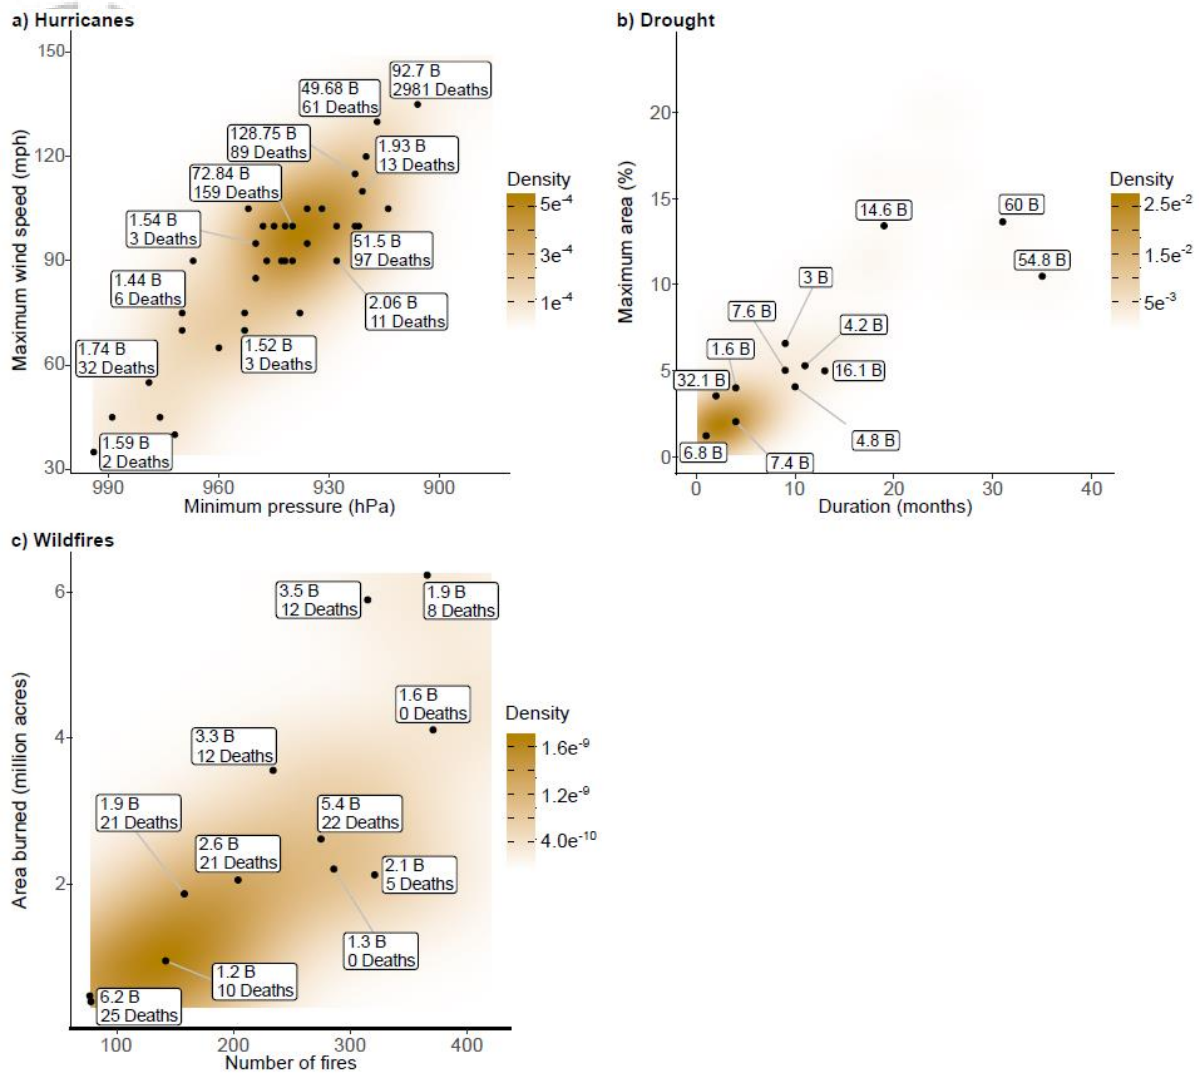 a) Hurricanes
150
120
90
60
30
Maximum wind speed (mph)
92.7 B
2981 Deaths
49.68 B
61 Deaths
128.75 B
89 Deaths
1.93 B
13 Deaths
72.84 B
159 Deaths
1.54 B
3 Deaths
51.5 B
97 Deaths
1.44 B
6 Deaths
2.06 B
11 Deaths
1.74 B
32 Deaths
1.52 B
3 Deaths
1.59 B
2 Deaths
990
960
930
900
Minimum pressure (hPa)
Density
5e⁻⁴
3e⁻⁴
1e⁻⁴
b) Drought
20
15
10
5
0
Maximum area (%)
14.6 B
60 B
54.8 B
3 B
7.6 B
4.2 B
1.6 B
16.1 B
32.1 B
4.8 B
6.8 B
7.4 B
0
10
20
30
40
Duration (months)
Density
2.5e⁻²
1.5e⁻²
5e⁻³
c) Wildfires
6
4
2
Area burned (million acres)
3.5 B
12 Deaths
1.9 B
8 Deaths
1.6 B
0 Deaths
3.3 B
12 Deaths
1.9 B
21 Deaths
5.4 B
22 Deaths
2.6 B
21 Deaths
2.1 B
5 Deaths
1.3 B
0 Deaths
1.2 B
10 Deaths
6.2 B
25 Deaths
100
200
300
400
Number of fires
Density
1.6e⁻⁹
1.2e⁻⁹
4.0e⁻¹⁰